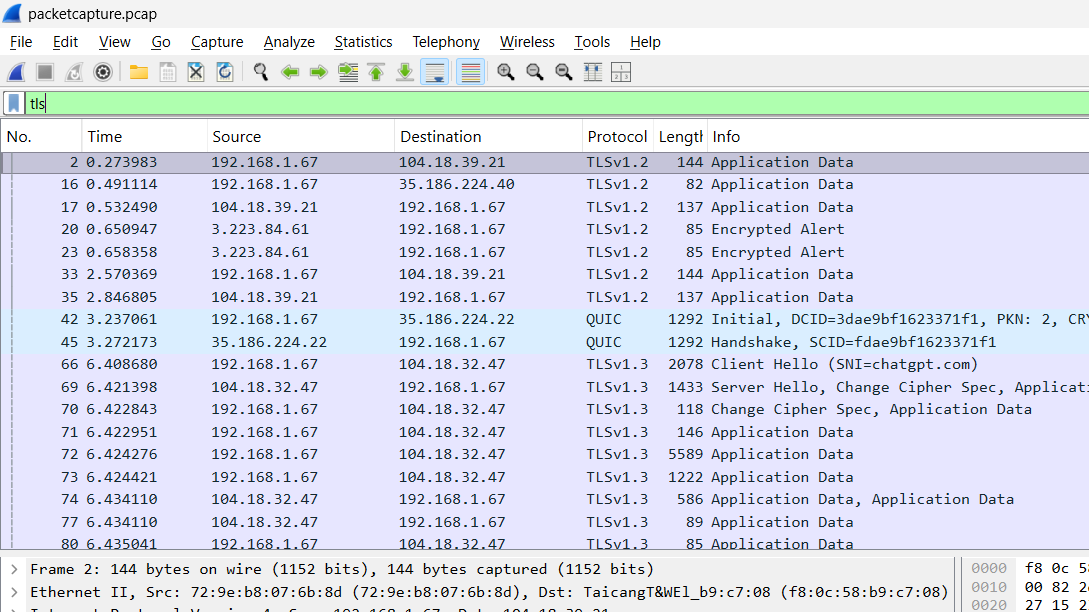 packetcapture.pcap
File Edit View Go Capture Analyze Statistics Telephony Wireless Tools Help
tls
No. Time Source Destination Protocol Length Info
2 0.273983 192.168.1.67 104.18.39.21 TLSv1.2 144 Application Data
16 0.491114 192.168.1.67 35.186.224.40 TLSv1.2 82 Application Data
17 0.532490 104.18.39.21 192.168.1.67 TLSv1.2 137 Application Data
20 0.650947 3.223.84.61 192.168.1.67 TLSv1.2 85 Encrypted Alert
23 0.658358 3.223.84.61 192.168.1.67 TLSv1.2 85 Encrypted Alert
33 2.570369 192.168.1.67 104.18.39.21 TLSv1.2 144 Application Data
35 2.846805 104.18.39.21 192.168.1.67 TLSv1.2 137 Application Data
42 3.237061 192.168.1.67 35.186.224.22 QUIC 1292 Initial, DCID=3dae9bf1623371f1, PKN: 2, CRY
45 3.272173 35.186.224.22 192.168.1.67 QUIC 1292 Handshake, SCID=fdae9bf1623371f1
66 6.408680 192.168.1.67 104.18.32.47 TLSv1.3 2078 Client Hello (SNI=chatgpt.com)
69 6.421398 104.18.32.47 192.168.1.67 TLSv1.3 1433 Server Hello, Change Cipher Spec, Applicati
70 6.422843 192.168.1.67 104.18.32.47 TLSv1.3 118 Change Cipher Spec, Application Data
71 6.422951 192.168.1.67 104.18.32.47 TLSv1.3 146 Application Data
72 6.424276 192.168.1.67 104.18.32.47 TLSv1.3 5589 Application Data
73 6.424421 192.168.1.67 104.18.32.47 TLSv1.3 1222 Application Data
74 6.434110 104.18.32.47 192.168.1.67 TLSv1.3 586 Application Data, Application Data
77 6.434110 104.18.32.47 192.168.1.67 TLSv1.3 89 Application Data
80 6.435041 192.168.1.67 104.18.32.47 TLSv1.3 85 Application Data
Frame 2: 144 bytes on wire (1152 bits), 144 bytes captured (1152 bits)
Ethernet II, Src: 72:9e:b8:07:6b:8d (72:9e:b8:07:6b:8d), Dst: TaicangT&WEl_b9:c7:08 (f8:0c:58:b9:c7:08)
0000 f8 0c 58
0010 00 82 2
0020 27 15 2